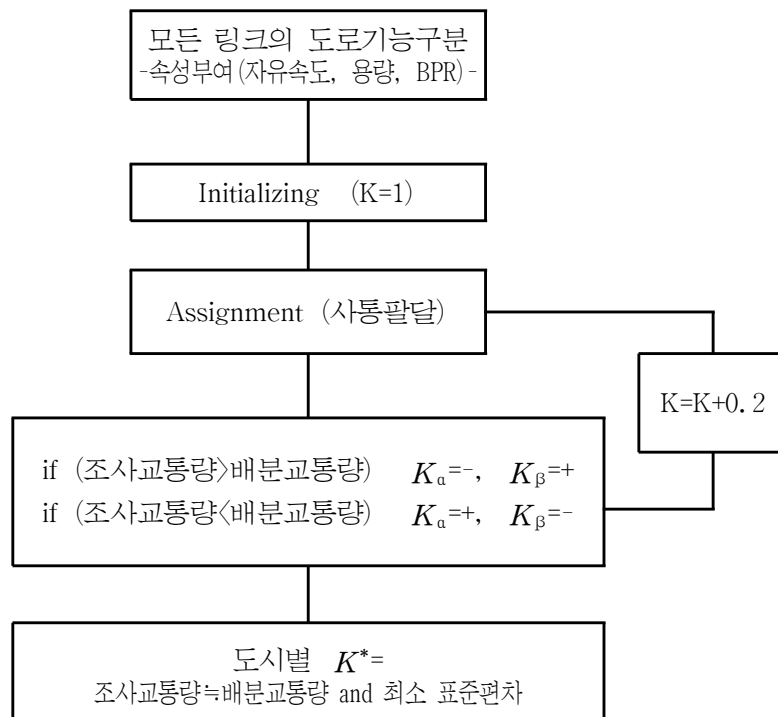 모든 링크의 도로기능구분
-속성부여(자유속도, 용량, BPR)-
Initializing (K=1)
Assignment (사통팔달)
K=K+0.2
if (조사교통량>배분교통량) Kα=-, Kβ=+
if (조사교통량<배분교통량) Kα=+, Kβ=-
도시별 K*=
조사교통량≒배분교통량 and 최소 표준편차